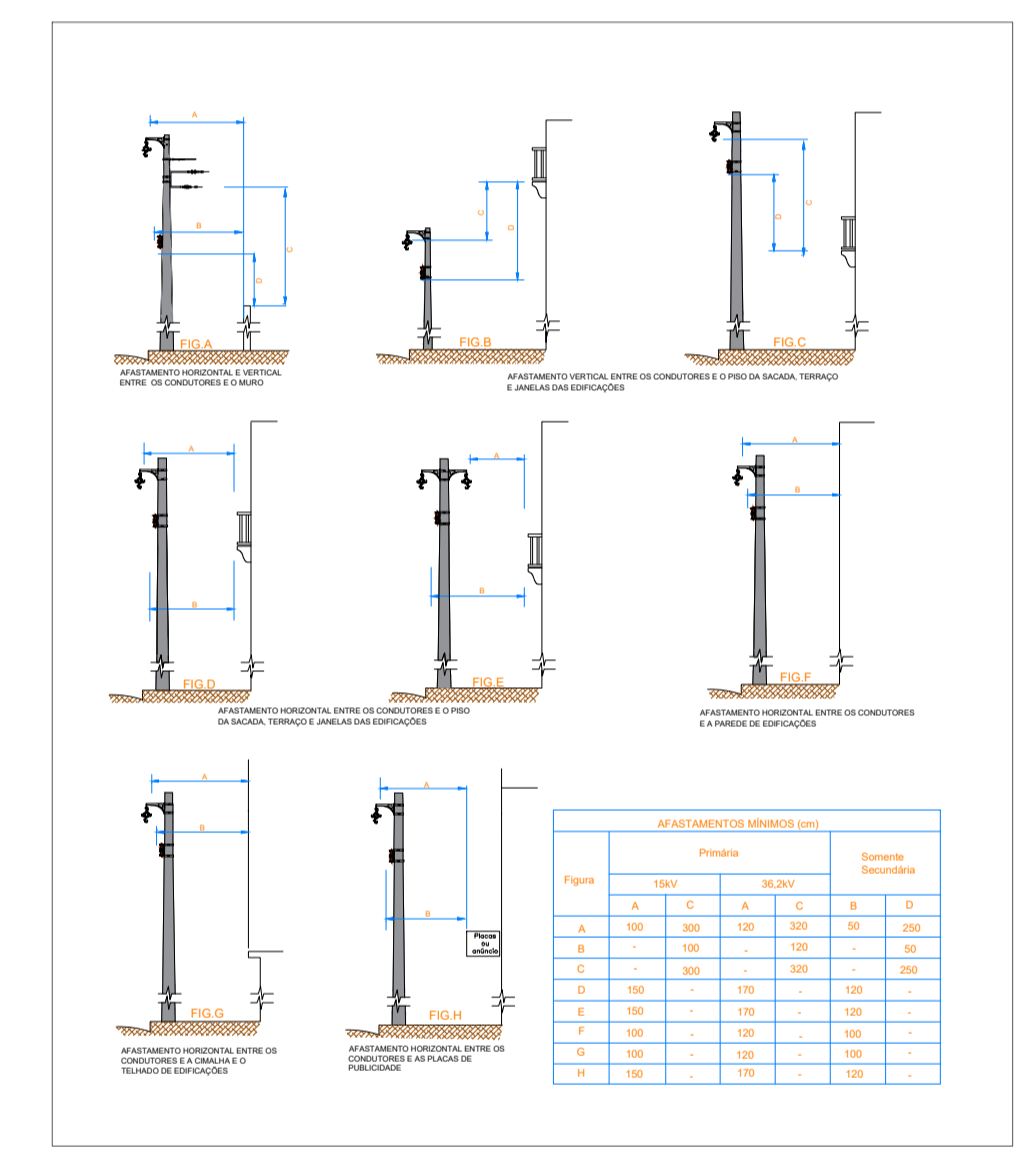 A
B
C
D
FIG.A
AFASTAMENTO HORIZONTAL E VERTICAL
ENTRE OS CONDUTORES E O MURO
C
D
FIG.B
C
D
FIG.C
AFASTAMENTO VERTICAL ENTRE OS CONDUTORES E O PISO DA SACADA, TERRAÇO
E JANELAS DAS EDIFICAÇÕES
A
B
FIG.D
A
B
FIG.E
AFASTAMENTO HORIZONTAL ENTRE OS CONDUTORES E O PISO
DA SACADA, TERRAÇO E JANELAS DAS EDIFICAÇÕES
A
B
FIG.F
AFASTAMENTO HORIZONTAL ENTRE OS CONDUTORES
E A PAREDE DE EDIFICAÇÕES
A
B
FIG.G
AFASTAMENTO HORIZONTAL ENTRE OS
CONDUTORES E A CIMALHA E O
TELHADO DE EDIFICAÇÕES
A
B
Placas
ou
anúncio
FIG.H
AFASTAMENTO HORIZONTAL ENTRE OS
CONDUTORES E AS PLACAS DE
PUBLICIDADE
AFASTAMENTOS MÍNIMOS (cm)
Figura Primária Somente
Secundária
15kV 36,2kV
A C A C B D
A 100 300 120 320 50 250
B - 100 - 120 - 50
C - 300 - 320 - 250
D 150 - 170 - 120 -
E 150 - 170 - 120 -
F 100 - 120 - 100 -
G 100 - 120 - 100 -
H 150 - 170 - 120 -